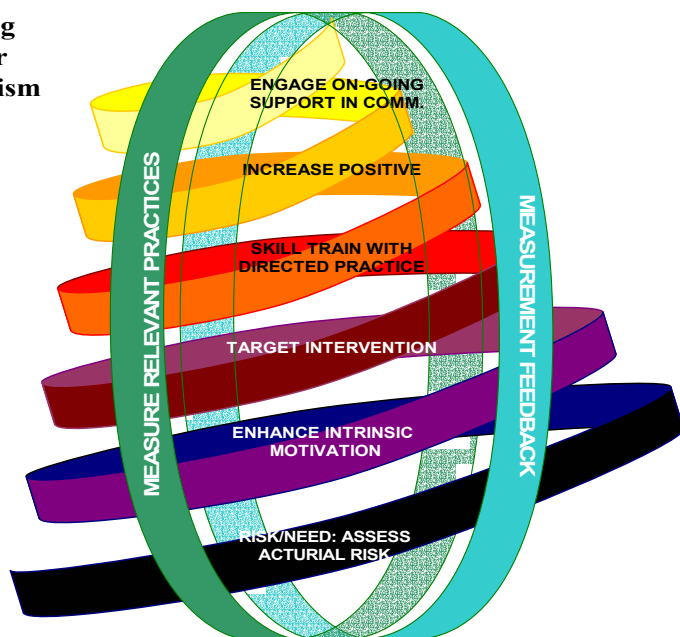 ng
r
ism
ENGAGE ON-GOING
SUPPORT IN COMM.
INCREASE POSITIVE
SKILL TRAIN WITH
DIRECTED PRACTICE
TARGET INTERVENTION
ENHANCE INTRINSIC
MOTIVATION
RISK/NEED: ASSESS
ACTURIAL RISK
MEASURE RELEVANT PRACTICES
MEASUREMENT FEEDBACK